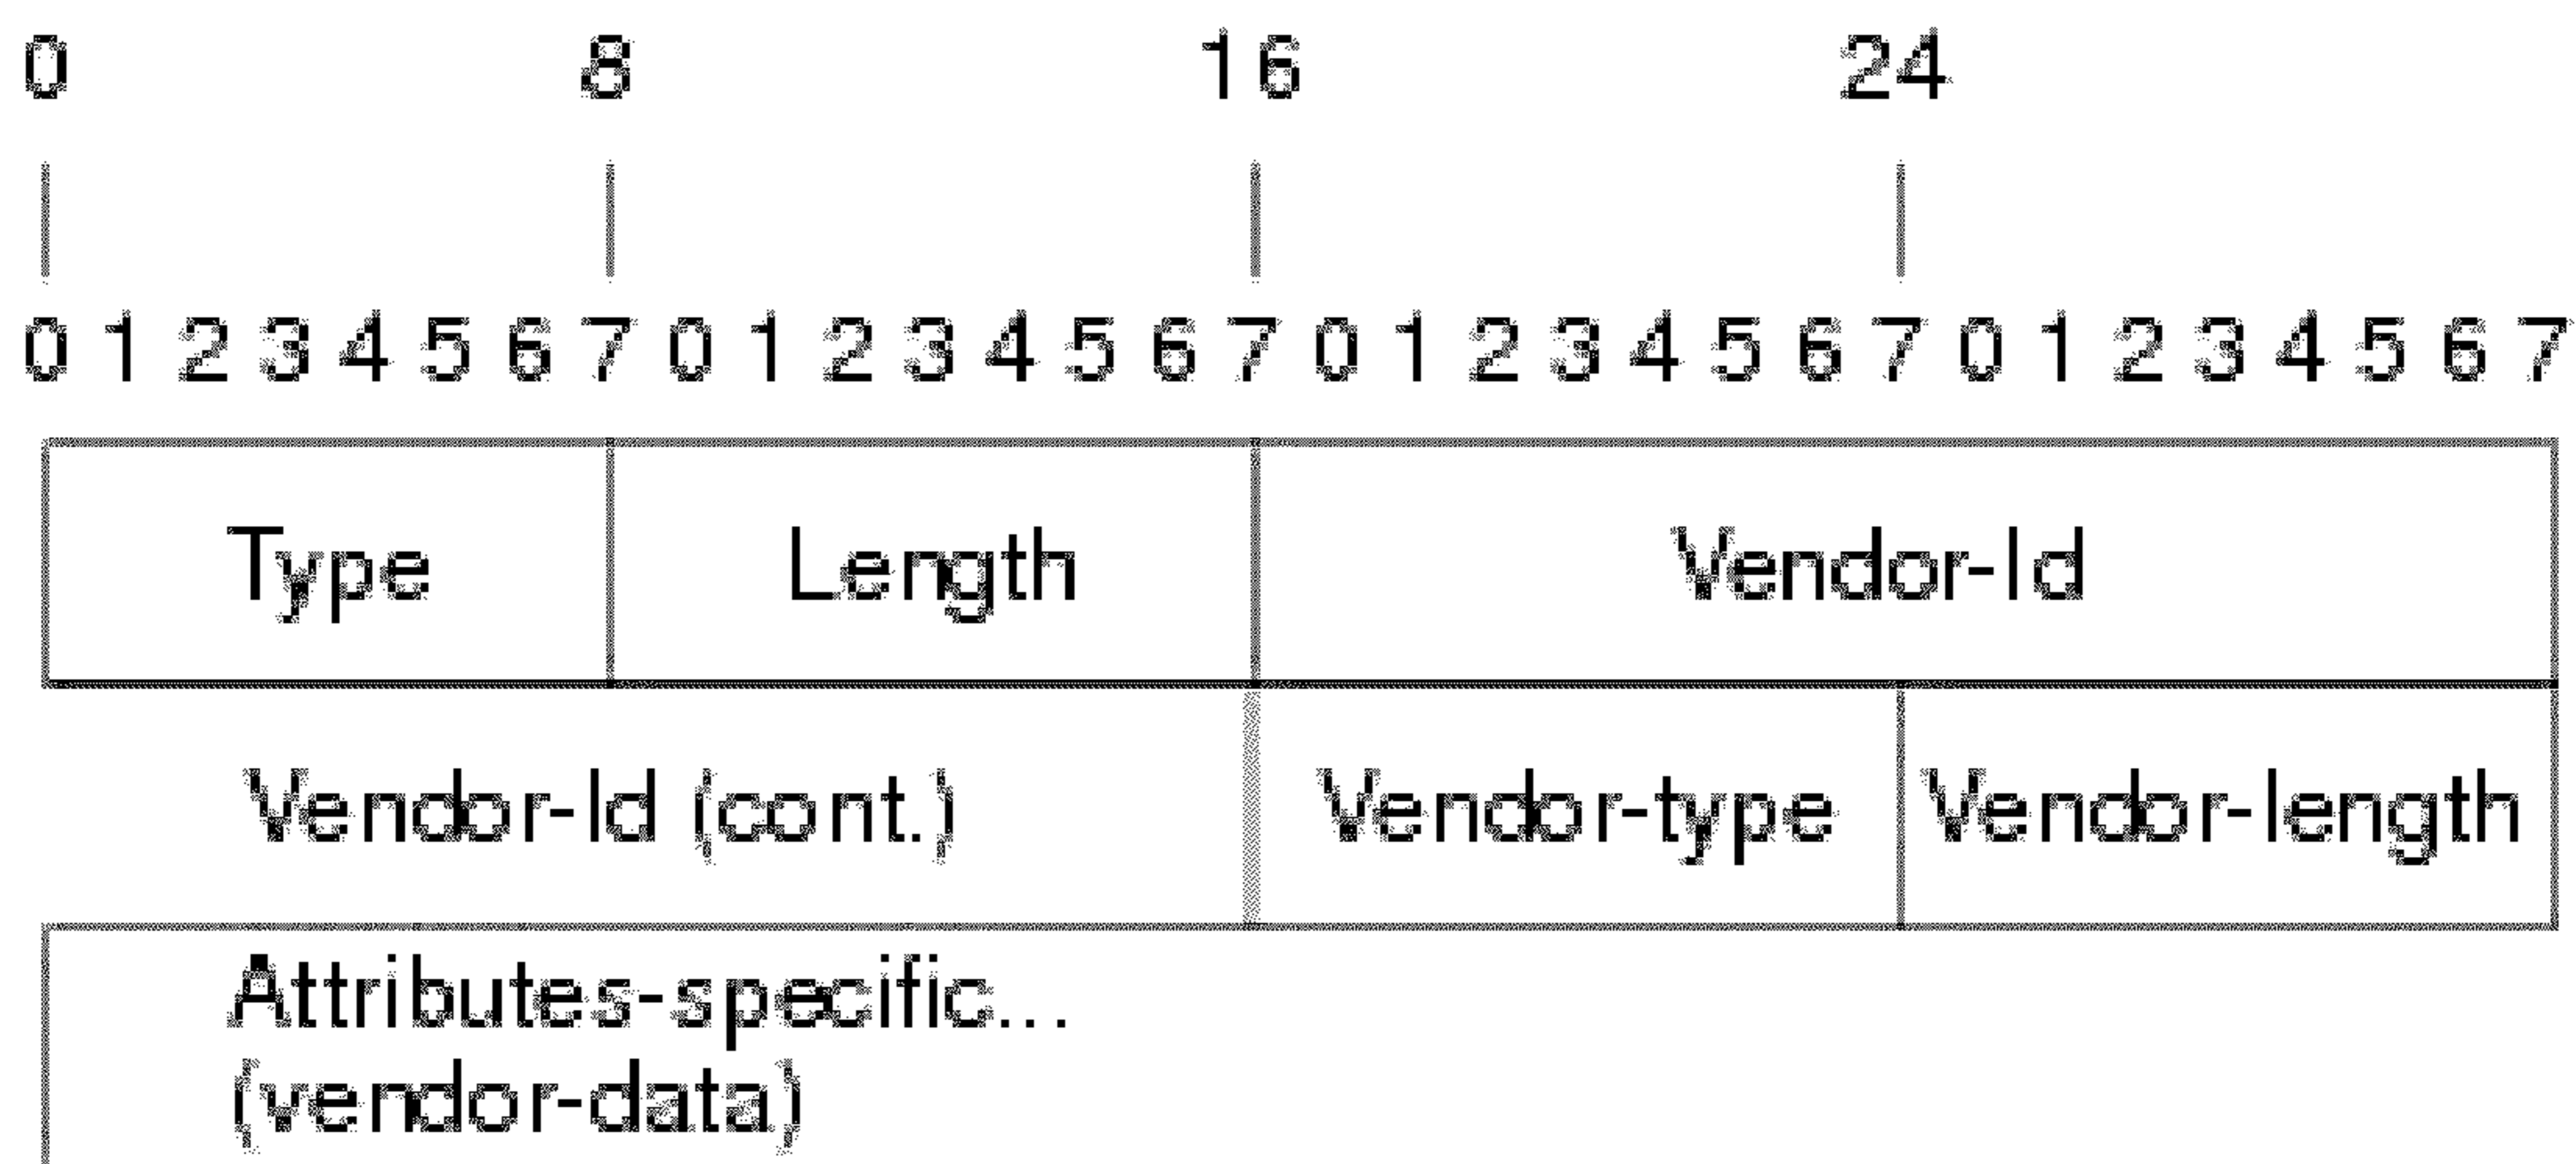 0 8 16 24
0 1 2 3 4 5 6 7 0 1 2 3 4 5 6 7 0 1 2 3 4 5 6 7 0 1 2 3 4 5 6 7
Type Length Vendor-Id
Vendor-Id (cont.) Vendor-type Vendor-length
Attributes-specific...
(vendor-data)